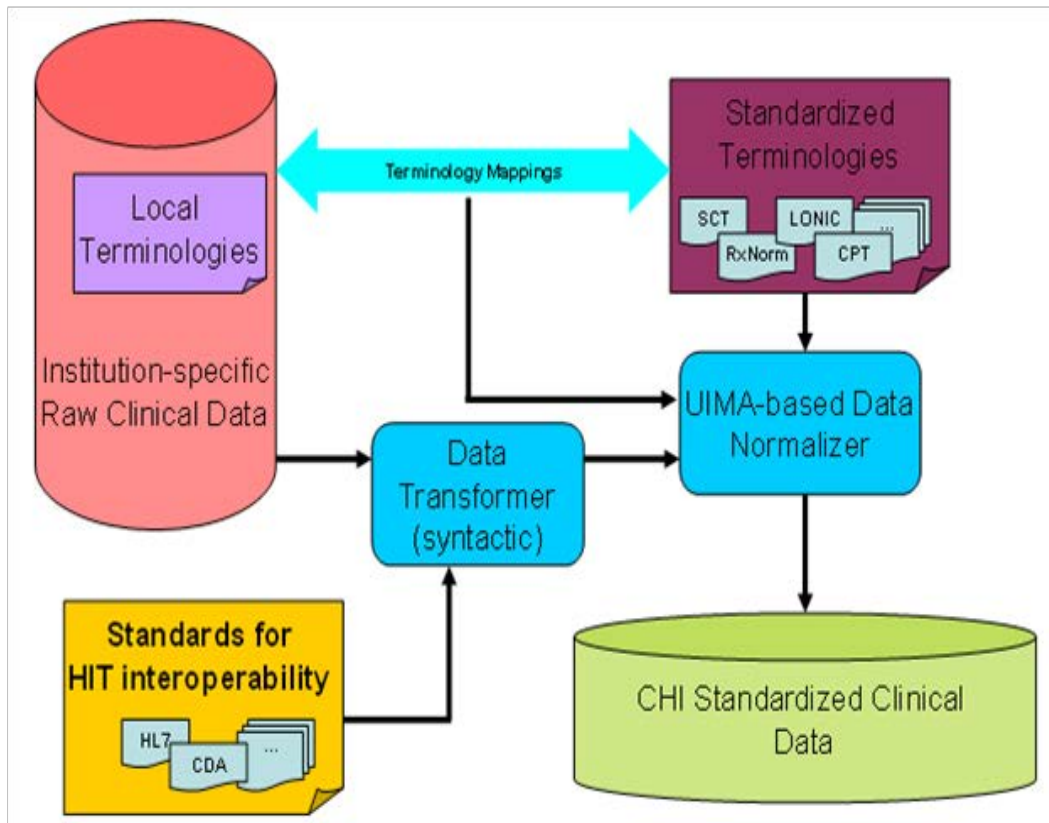 Local
Terminologies
Institution-specific
Raw Clinical Data
Terminology Mappings
Standardized
Terminologies
SCT
LONIC
...
RxNorm
CPT
UIMA-based Data
Normalizer
Data
Transformer
(syntactic)
Standards for
HIT interoperability
HL7
...
CDA
CHI Standardized Clinical
Data